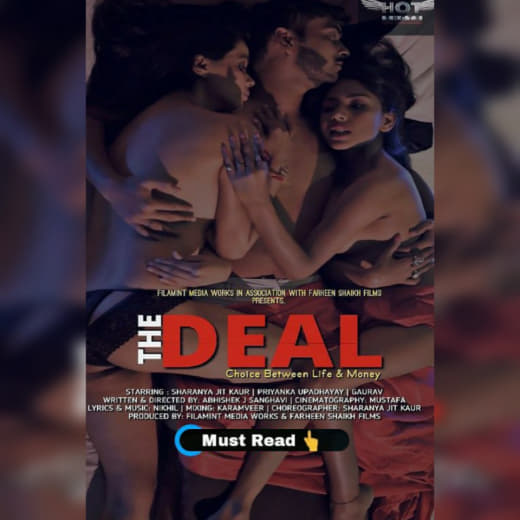 HOT
FILAMINT MEDIA WORKS IN ASSOCIATION WITH FARHEEN SHAIKH FILMS
PRESENTS.
THE DEAL
Choice Between Life & Money
STARRING : SHARANYA JIT KAUR | PRIYANKA UPADHAYAY | GAURAV
WRITTEN & DIRECTED BY: ABHISHEK J SANGHAVI | CINEMATOGRAPHY: MUSTAFA
LYRICS & MUSIC: NIKHIL | MIXING: KARAMVEER | CHOREOGRAPHER: SHARANYA JIT KAUR
PRODUCED BY: FILAMINT MEDIA WORKS & FARHEEN SHAIKH FILMS
Must Read 👆